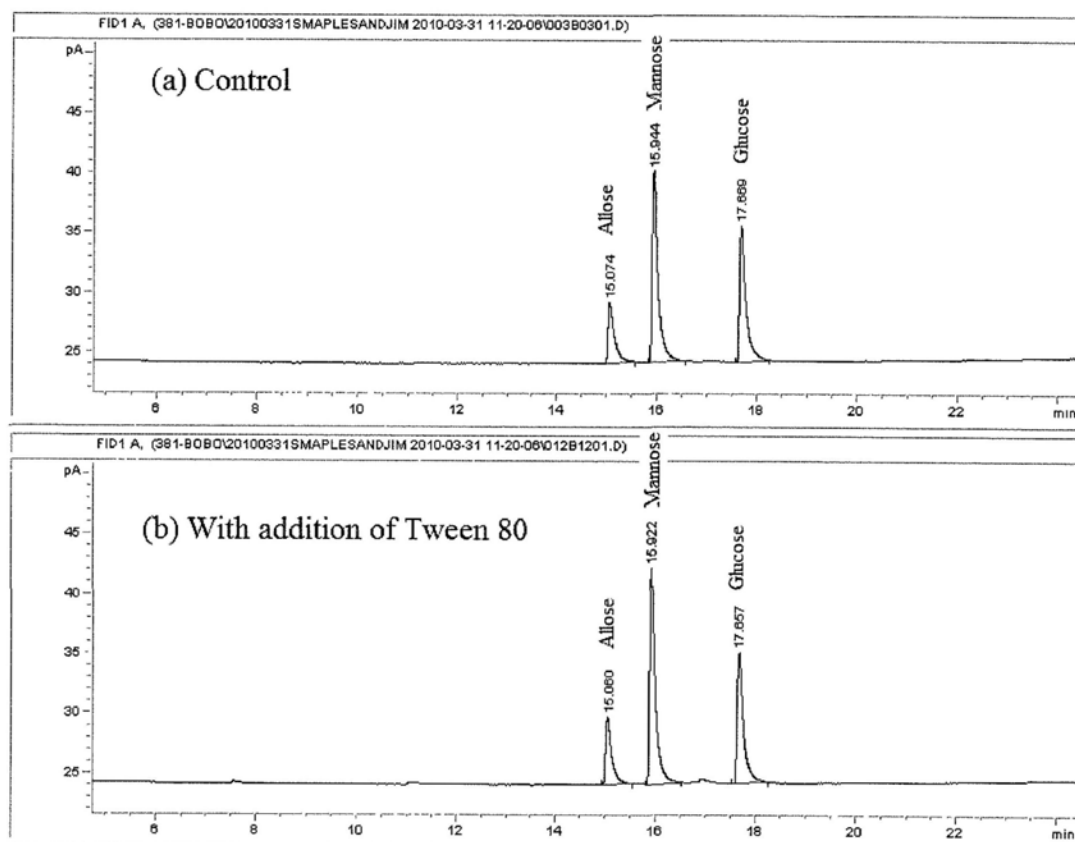 FID1 A, (381-BOBO\20100331SMAPLESANDJIM 2010-03-31 11-20-06\003B0301.D)
pA
(a) Control
45
40
35
30
25
15.074 Allose
15.944 Mannose
17.669 Glucose
6 8 10 12 14 16 18 20 22 min
FID1 A, (381-BOBO\20100331SMAPLESANDJIM 2010-03-31 11-20-06\012B1201.D)
pA
(b) With addition of Tween 80
45
40
35
30
25
15.060 Allose
15.922 Mannose
17.657 Glucose
6 8 10 12 14 16 18 20 22 min